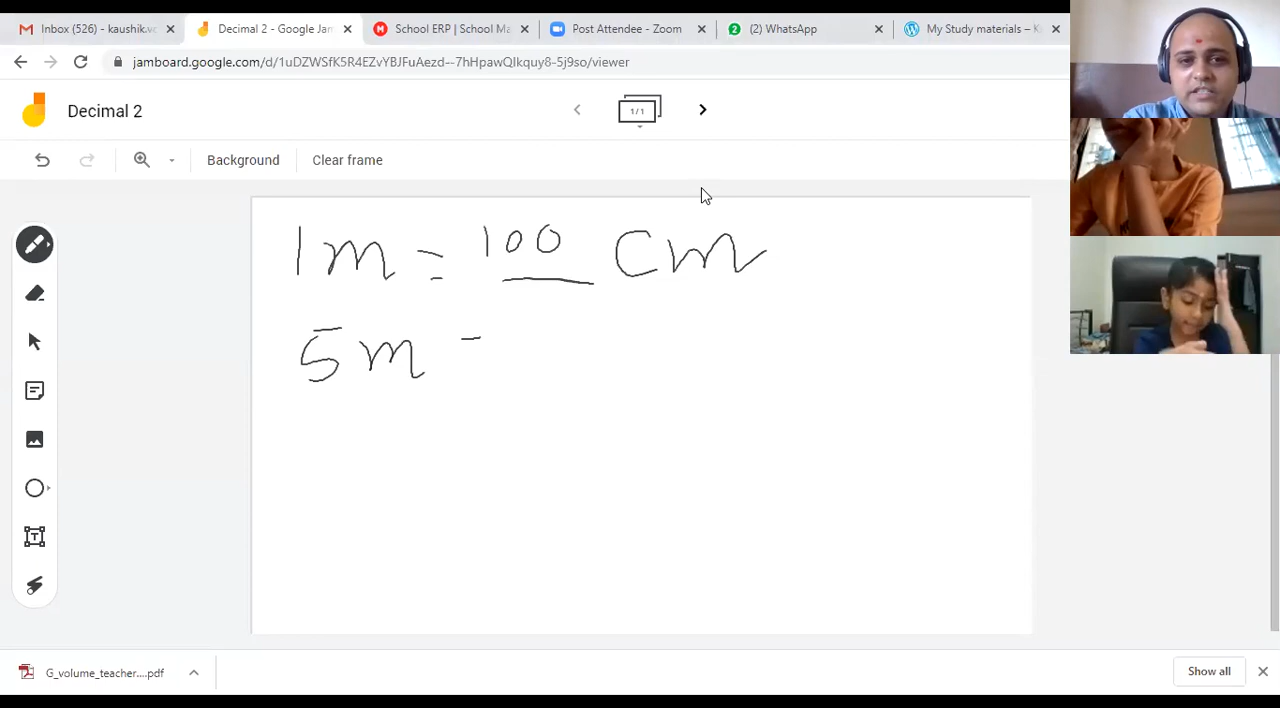 Inbox (526) - kaushik.vc
Decimal 2 - Google Jam
School ERP | School Ma
Post Attendee - Zoom
(2) WhatsApp
My Study materials – K
jamboard.google.com/d/1uDZWSfK5R4EZvYBJFuAezd--7hHpawQlkquy8-5j9so/viewer
Decimal 2
1/1
Background
Clear frame
1m = 100 cm
5m -
G_volume_teacher....pdf
Show all